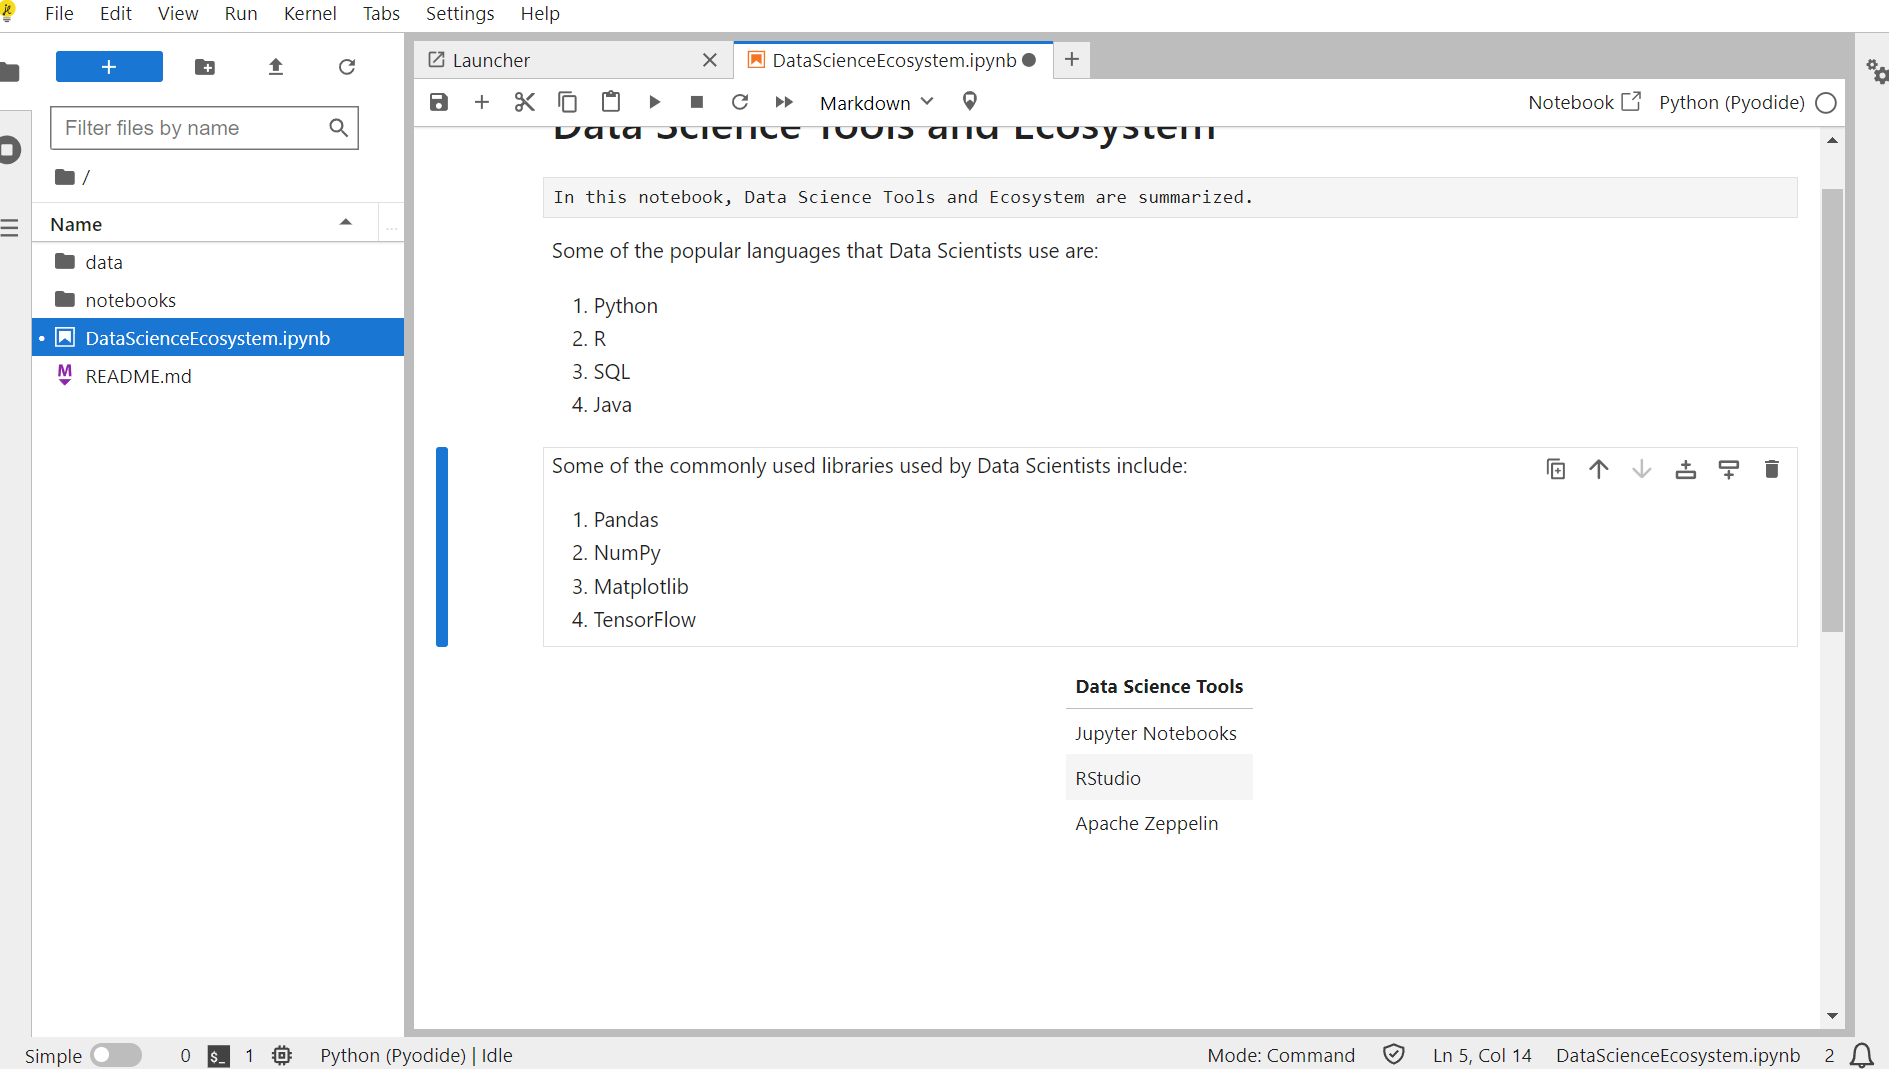 File Edit View Run Kernel Tabs Settings Help
Launcher
DataScienceEcosystem.ipynb
Filter files by name
Markdown
Notebook
Python (Pyodide)
/
Name
...
data
notebooks
DataScienceEcosystem.ipynb
README.md
Data Science Tools and Ecosystem
In this notebook, Data Science Tools and Ecosystem are summarized.
Some of the popular languages that Data Scientists use are:
1. Python
2. R
3. SQL
4. Java
Some of the commonly used libraries used by Data Scientists include:
1. Pandas
2. NumPy
3. Matplotlib
4. TensorFlow
Data Science Tools
Jupyter Notebooks
RStudio
Apache Zeppelin
Simple 0 $_ 1 Python (Pyodide) | Idle Mode: Command Ln 5, Col 14 DataScienceEcosystem.ipynb 2